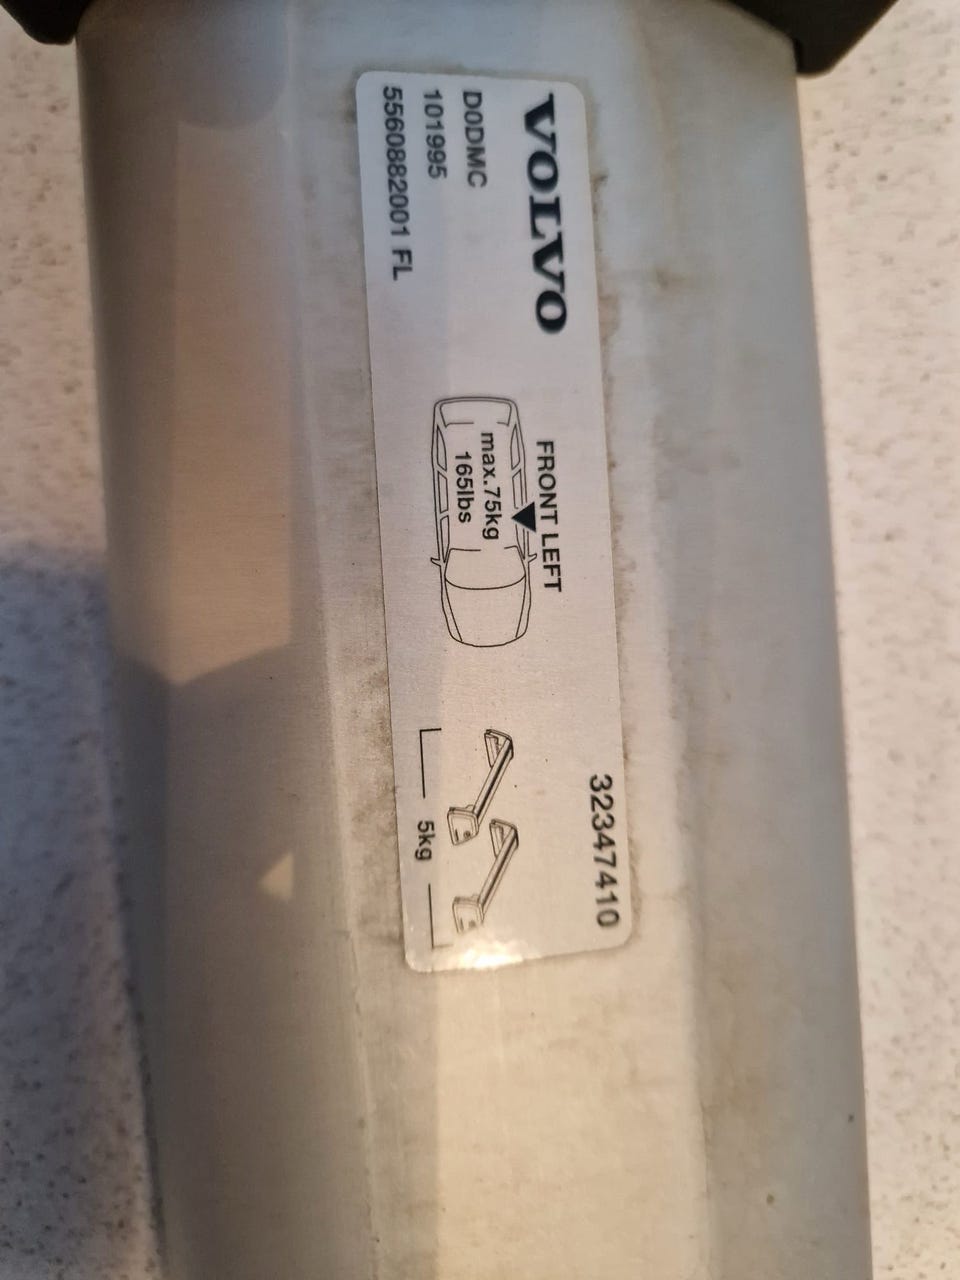 VOLVO
D0DMC
101995
5560882001 FL
FRONT LEFT
max.75kg
165lbs
32347410
5kg